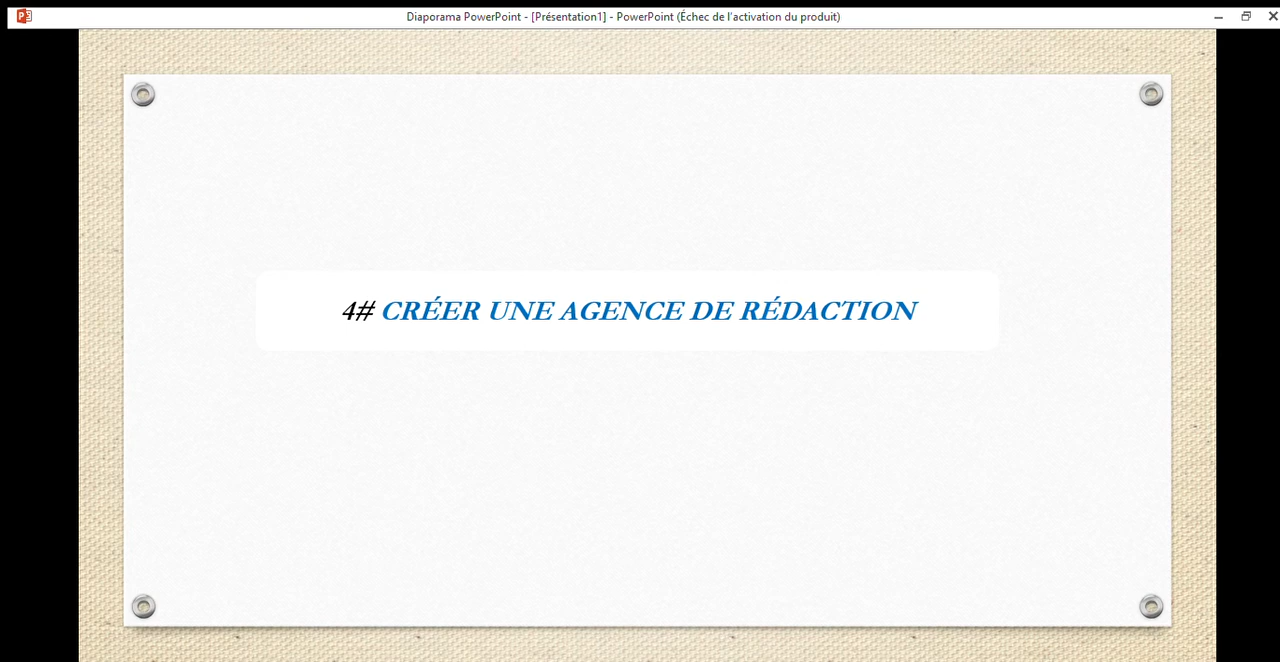 Diaporama PowerPoint - [Présentation1] - PowerPoint (Échec de l'activation du produit)
4# CRÉER UNE AGENCE DE RÉDACTION